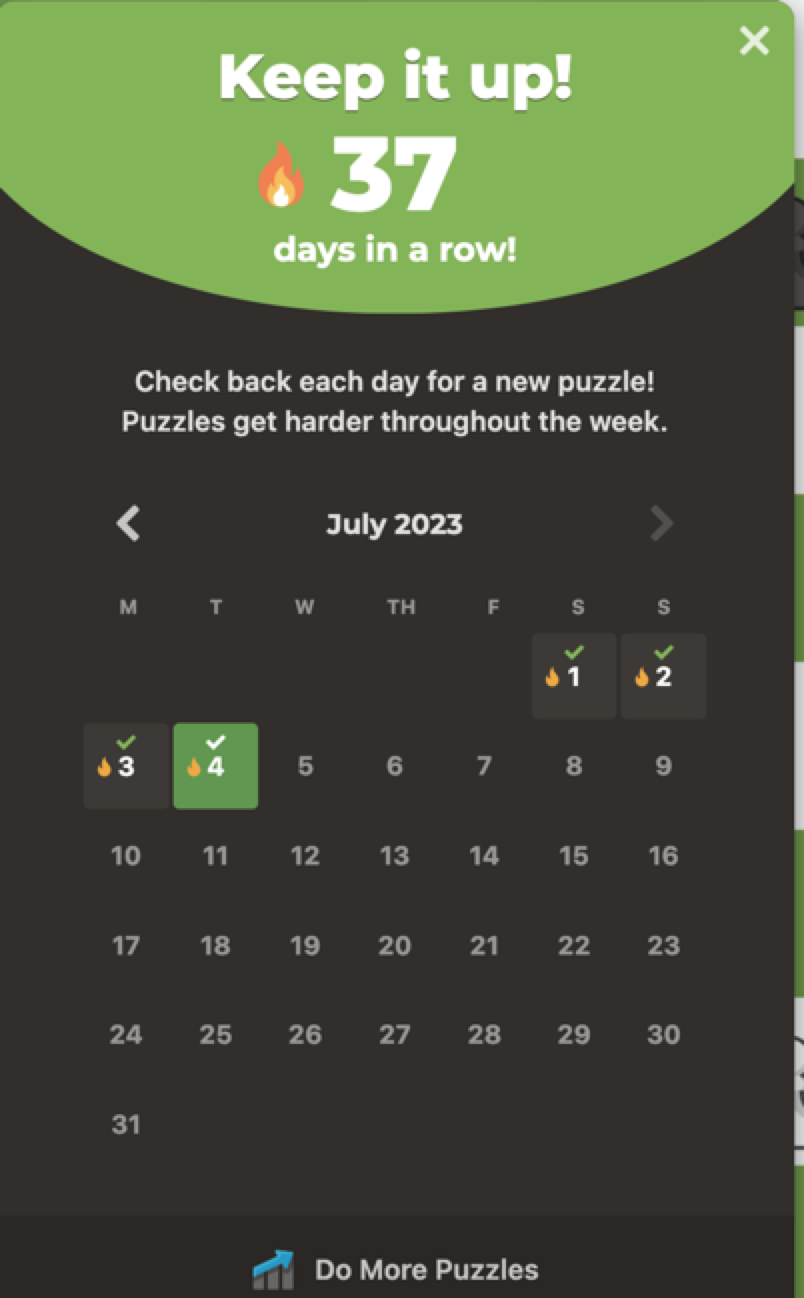 Keep it up!
37
days in a row!
Check back each day for a new puzzle!
Puzzles get harder throughout the week.
July 2023
M T W TH F S S
1 2
3 4 5 6 7 8 9
10 11 12 13 14 15 16
17 18 19 20 21 22 23
24 25 26 27 28 29 30
31
Do More Puzzles